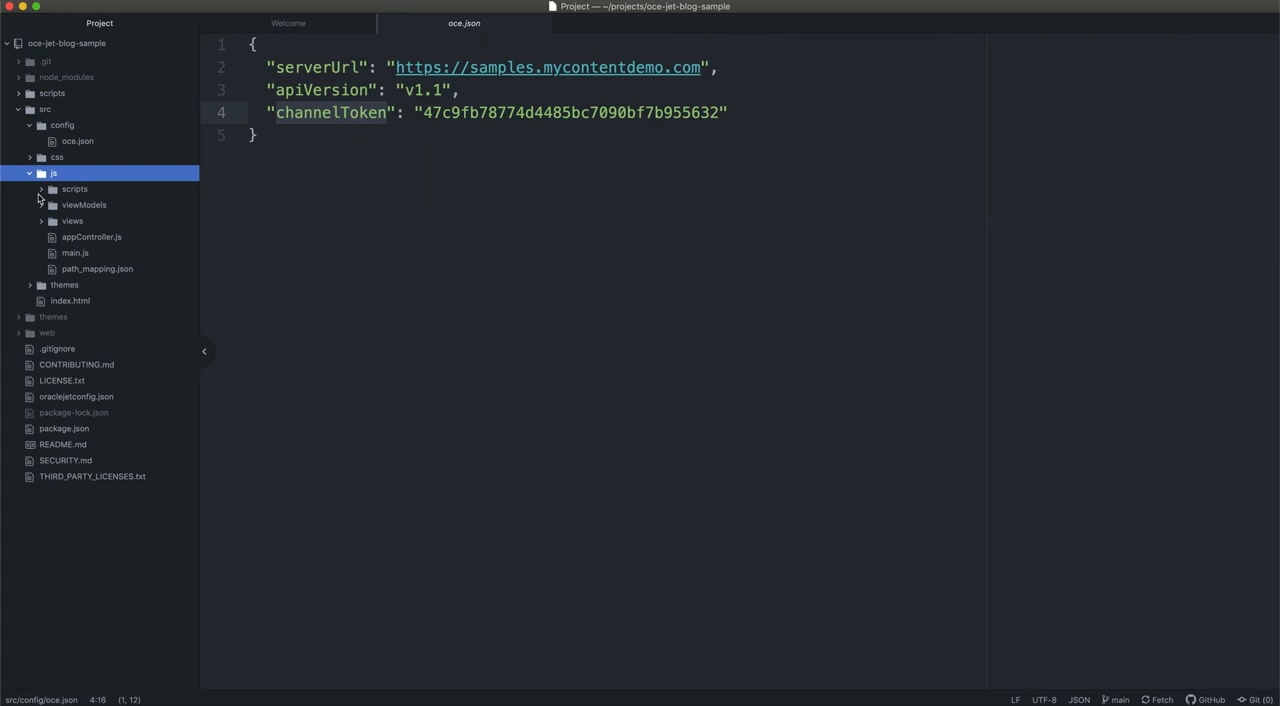 Project — ~/projects/oce-jet-blog-sample
Project
Welcome
oce.json
oce-jet-blog-sample
.git
node_modules
scripts
src
config
oce.json
css
js
scripts
viewModels
views
appController.js
main.js
path_mapping.json
themes
index.html
themes
web
.gitignore
CONTRIBUTING.md
LICENSE.txt
oraclejetconfig.json
package-lock.json
package.json
README.md
SECURITY.md
THIRD_PARTY_LICENSES.txt
1 {
2 "serverUrl": "https://samples.mycontentdemo.com",
3 "apiVersion": "v1.1",
4 "channelToken": "47c9fb78774d4485bc7090bf7b955632"
5 }
src/config/oce.json 4:16 (1, 12) LF UTF-8 JSON main Fetch GitHub Git (0)